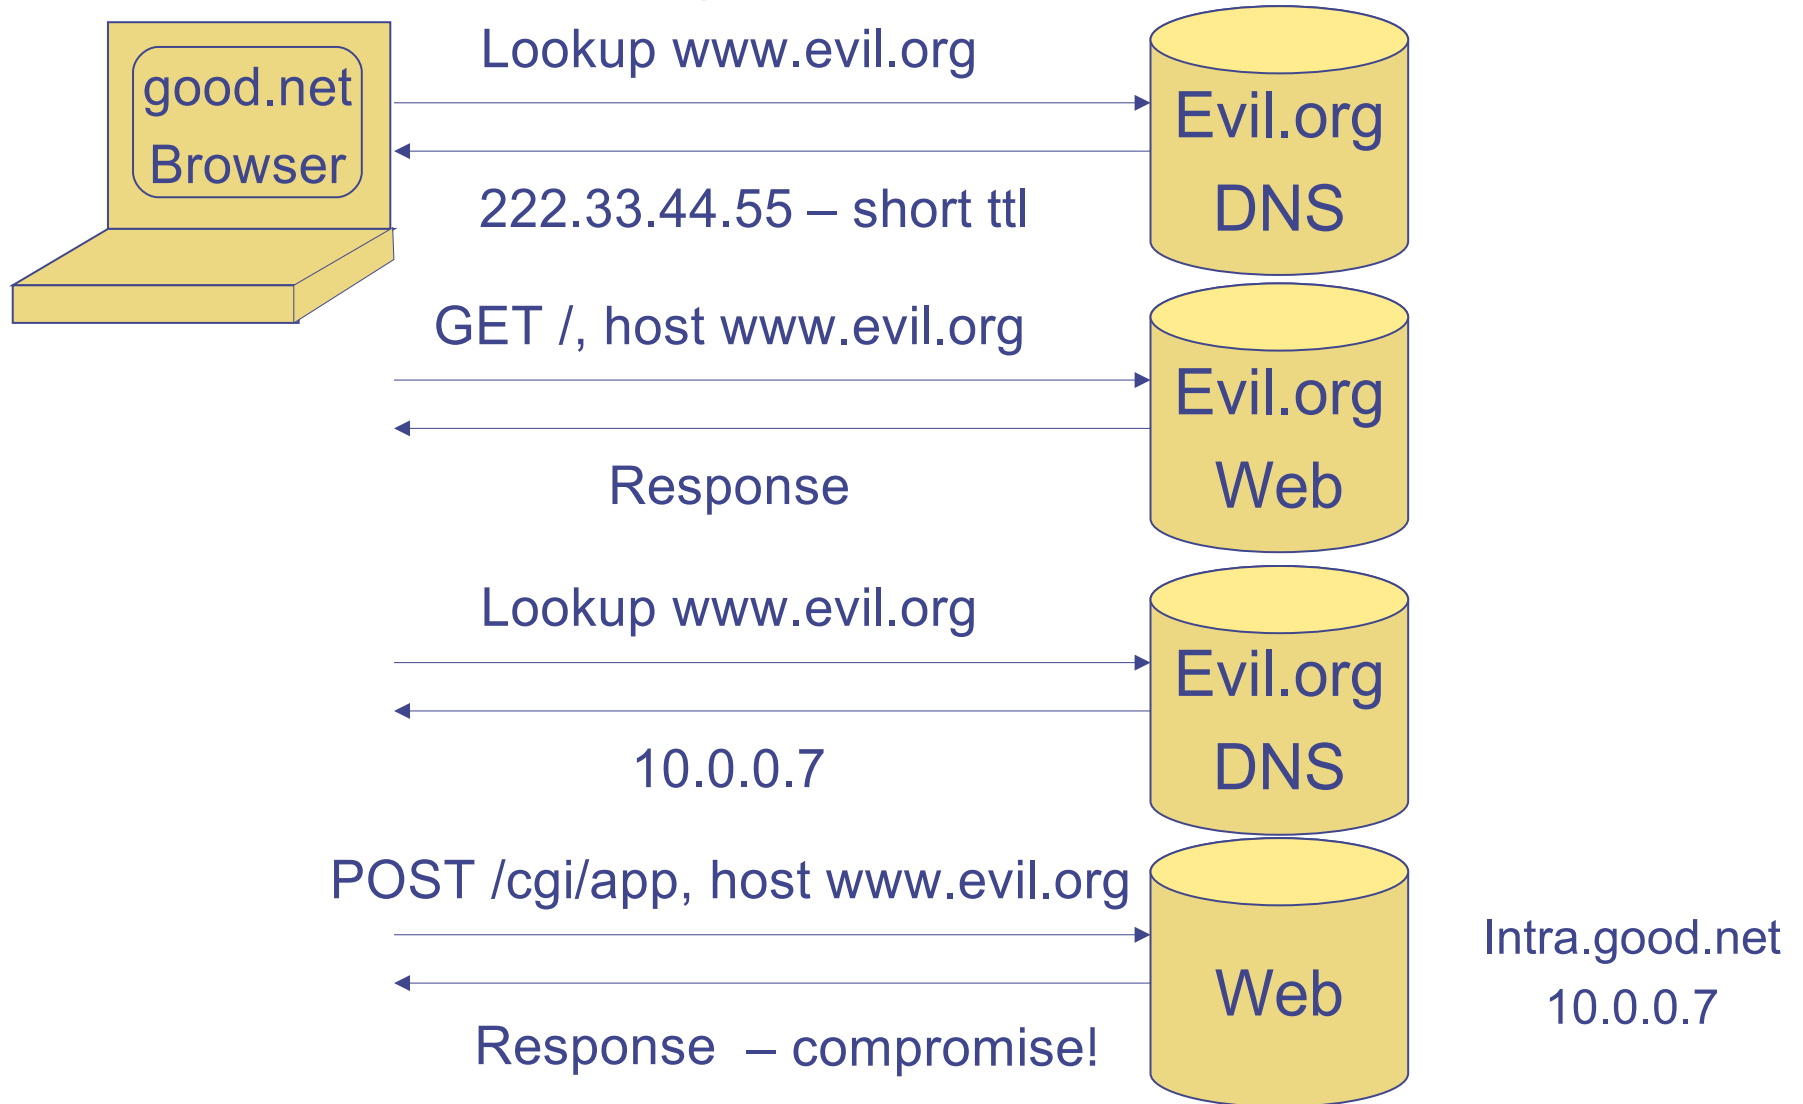 good.net
Browser
Lookup www.evil.org
222.33.44.55 – short ttl
Evil.org
DNS
GET /, host www.evil.org
Response
Evil.org
Web
Lookup www.evil.org
10.0.0.7
Evil.org
DNS
POST /cgi/app, host www.evil.org
Response – compromise!
Web
Intra.good.net
10.0.0.7